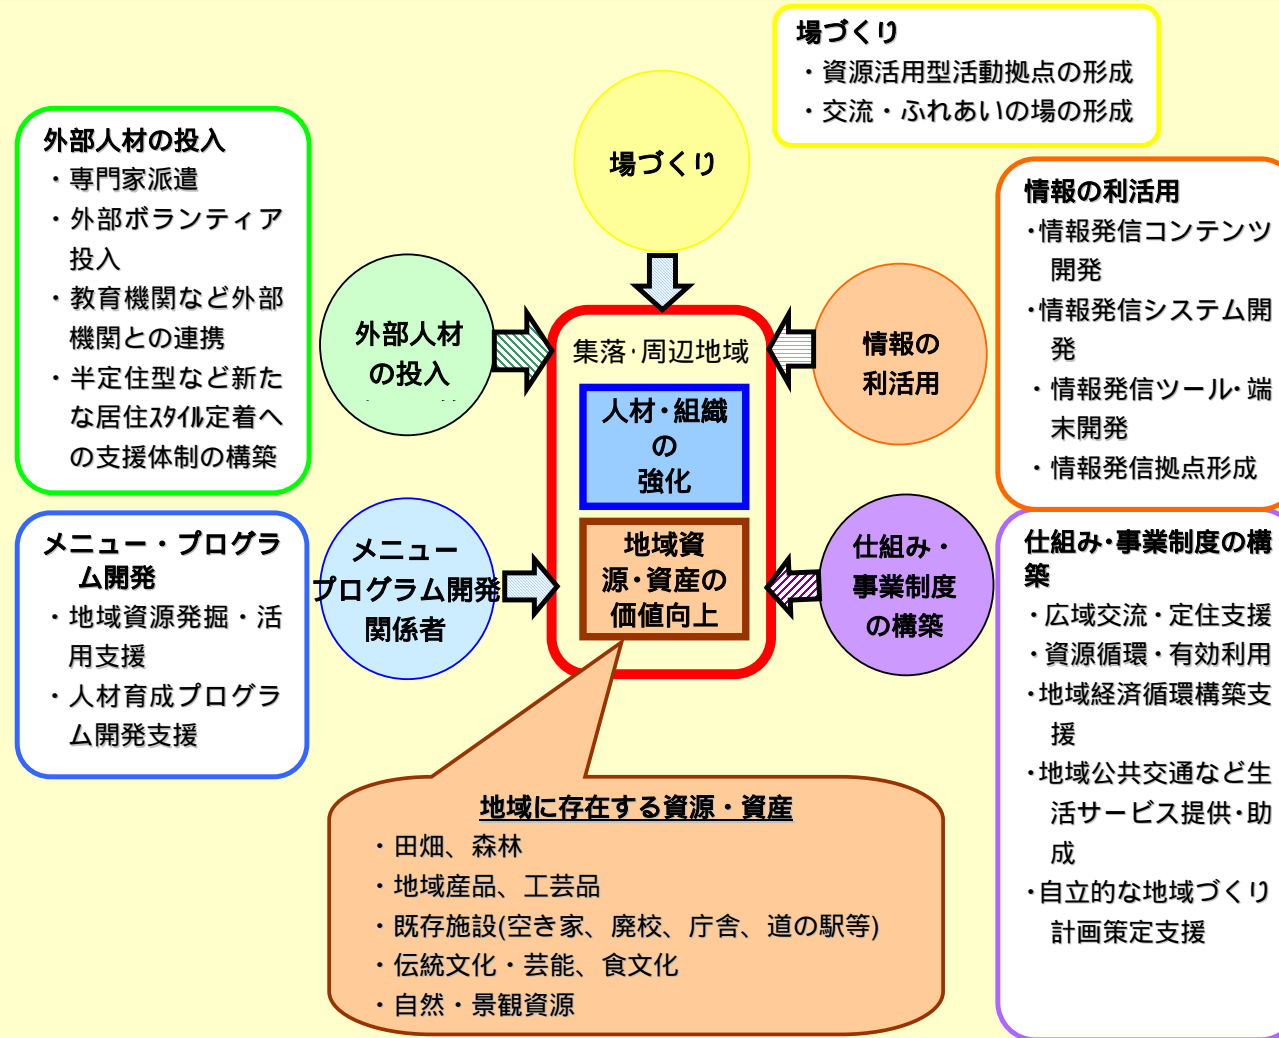 場づくり
・資源活用型活動拠点の形成
・交流・ふれあいの場の形成
外部人材の投入
・専門家派遣
・外部ボランティア
投入
・教育機関など外部
機関との連携
・半定住型など新た
な居住ｽﾀｲﾙ定着へ
の支援体制の構築
場づくり
情報の利活用
・情報発信コンテンツ
開発
・情報発信システム開
発
・情報発信ツール・端
末開発
・情報発信拠点形成
外部人材
の投入
集落・周辺地域
情報の
利活用
人材・組織
の
強化
メニュー・プログラ
ム開発
・地域資源発掘・活
用支援
・人材育成プログラ
ム開発支援
メニュー
プログラム開発
関係者
地域資
源・資産の
価値向上
仕組み・
事業制度
の構築
仕組み・事業制度の構
築
・広域交流・定住支援
・資源循環・有効利用
・地域経済循環構築支
援
・地域公共交通など生
活サービス提供・助
成
・自立的な地域づくり
計画策定支援
地域に存在する資源・資産
・田畑、森林
・地域産品、工芸品
・既存施設(空き家、廃校、庁舎、道の駅等)
・伝統文化・芸能、食文化
・自然・景観資源